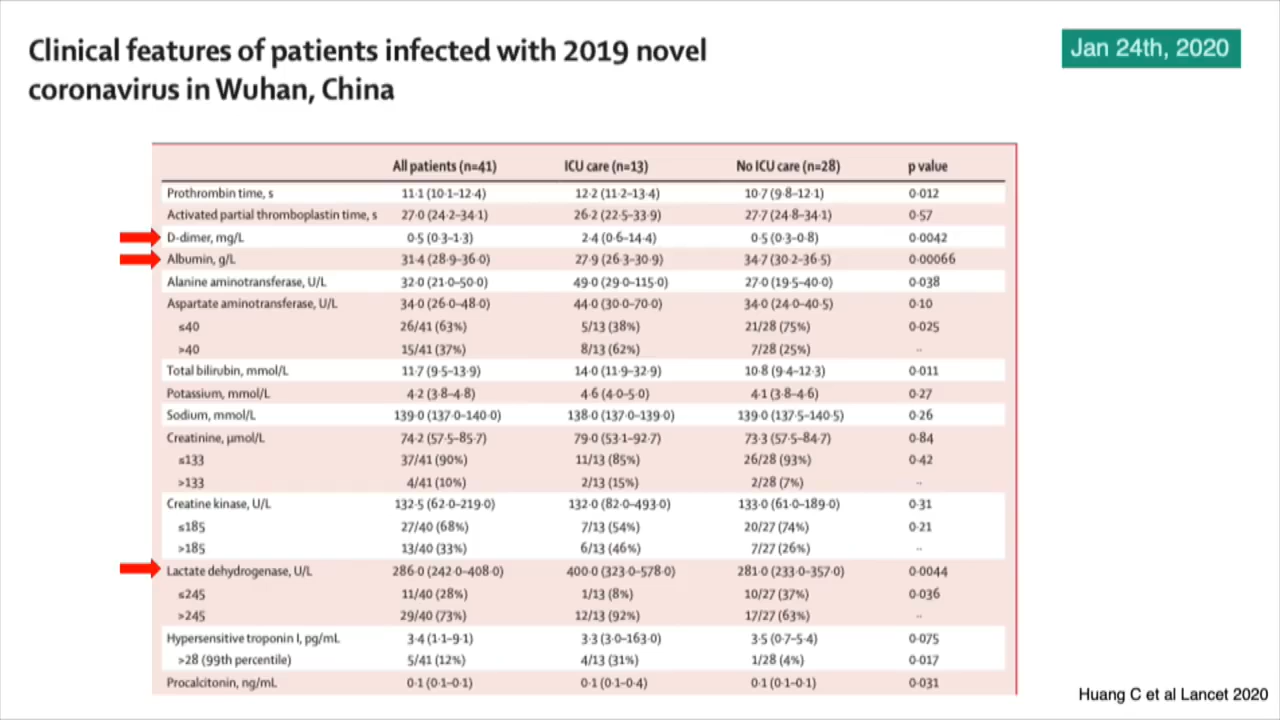 Clinical features of patients infected with 2019 novel
coronavirus in Wuhan, China
Jan 24th, 2020
All patients (n=41) ICU care (n=13) No ICU care (n=28) p value
Prothrombin time, s 11·1 (10·1–12·4) 12·2 (11·2–13·4) 10·7 (9·8–12·1) 0·012
Activated partial thromboplastin time, s 27·0 (24·2–34·1) 26·2 (22·5–33·9) 27·7 (24·8–34·1) 0·57
D-dimer, mg/L 0·5 (0·3–1·3) 2·4 (0·6–14·4) 0·5 (0·3–0·8) 0·0042
Albumin, g/L 31·4 (28·9–36·0) 27·9 (26·3–30·9) 34·7 (30·2–36·5) 0·00066
Alanine aminotransferase, U/L 32·0 (21·0–50·0) 49·0 (29·0–115·0) 27·0 (19·5–40·0) 0·038
Aspartate aminotransferase, U/L 34·0 (26·0–48·0) 44·0 (30·0–70·0) 34·0 (24·0–40·5) 0·10
≤40 26/41 (63%) 5/13 (38%) 21/28 (75%) 0·025
>40 15/41 (37%) 8/13 (62%) 7/28 (25%) ··
Total bilirubin, mmol/L 11·7 (9·5–13·9) 14·0 (11·9–32·9) 10·8 (9·4–12·3) 0·011
Potassium, mmol/L 4·2 (3·8–4·8) 4·6 (4·0–5·0) 4·1 (3·8–4·6) 0·27
Sodium, mmol/L 139·0 (137·0–140·0) 138·0 (137·0–139·0) 139·0 (137·5–140·5) 0·26
Creatinine, μmol/L 74·2 (57·5–85·7) 79·0 (53·1–92·7) 73·3 (57·5–84·7) 0·84
≤133 37/41 (90%) 11/13 (85%) 26/28 (93%) 0·42
>133 4/41 (10%) 2/13 (15%) 2/28 (7%) ··
Creatine kinase, U/L 132·5 (62·0–219·0) 132·0 (82·0–493·0) 133·0 (61·0–189·0) 0·31
≤185 27/40 (68%) 7/13 (54%) 20/27 (74%) 0·21
>185 13/40 (33%) 6/13 (46%) 7/27 (26%) ··
Lactate dehydrogenase, U/L 286·0 (242·0–408·0) 400·0 (323·0–578·0) 281·0 (233·0–357·0) 0·0044
≤245 11/40 (28%) 1/13 (8%) 10/27 (37%) 0·036
>245 29/40 (73%) 12/13 (92%) 17/27 (63%) ··
Hypersensitive troponin I, pg/mL 3·4 (1·1–9·1) 3·3 (3·0–163·0) 3·5 (0·7–5·4) 0·075
>28 (99th percentile) 5/41 (12%) 4/13 (31%) 1/28 (4%) 0·017
Procalcitonin, ng/mL 0·1 (0·1–0·1) 0·1 (0·1–0·4) 0·1 (0·1–0·1) 0·031
Huang C et al Lancet 2020